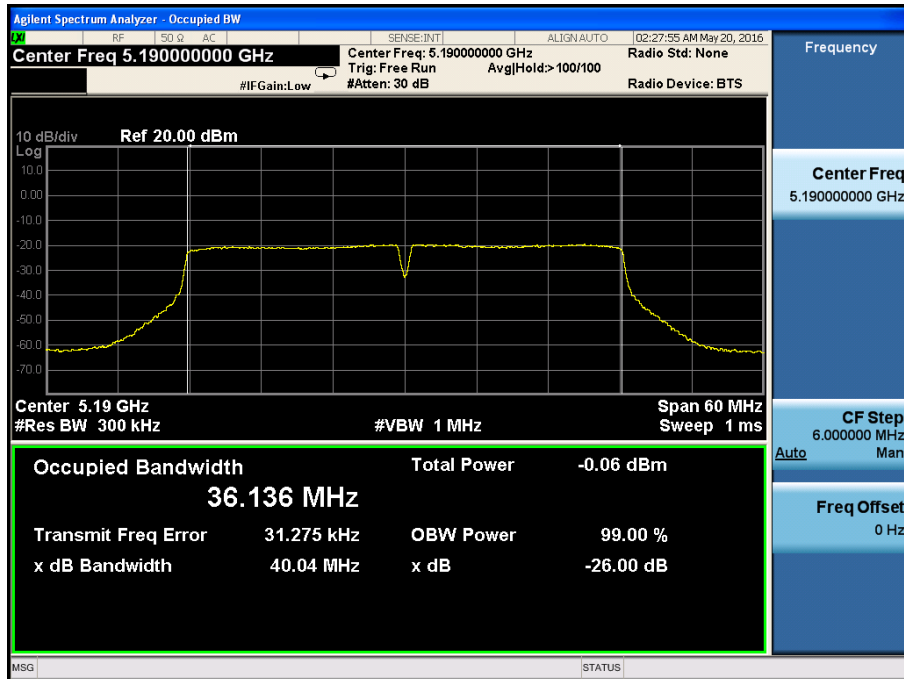 Agilent Spectrum Analyzer - Occupied BW
LXI RF 50 Ω AC SENSE:INT ALIGN AUTO 02:27:55 AM May 20, 2016
Center Freq 5.190000000 GHz
Center Freq: 5.190000000 GHz
Radio Std: None
Trig: Free Run Avg|Hold:>100/100
#IFGain:Low
#Atten: 30 dB
Radio Device: BTS
10 dB/div Ref 20.00 dBm
Log
10.0
0.00
-10.0
-20.0
-30.0
-40.0
-50.0
-60.0
-70.0
Center 5.19 GHz Span 60 MHz
#Res BW 300 kHz #VBW 1 MHz Sweep 1 ms
Occupied Bandwidth Total Power -0.06 dBm
36.136 MHz
Transmit Freq Error 31.275 kHz OBW Power 99.00 %
x dB Bandwidth 40.04 MHz x dB -26.00 dB
MSG STATUS
Frequency
Center Freq
5.190000000 GHz
CF Step
6.000000 MHz
Auto Man
Freq Offset
0 Hz